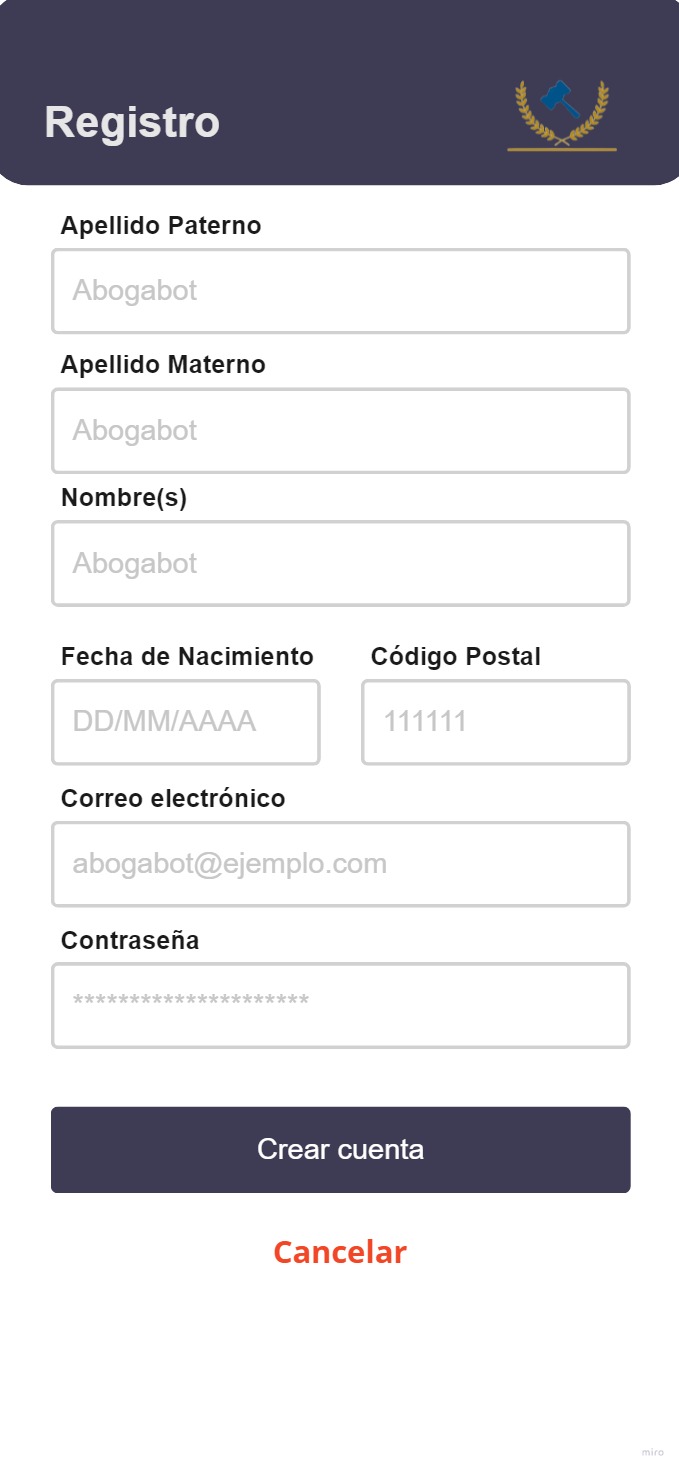 Registro
Apellido Paterno
Abogabot
Apellido Materno
Abogabot
Nombre(s)
Abogabot
Fecha de Nacimiento Código Postal
DD/MM/AAAA 111111
Correo electrónico
abogabot@ejemplo.com
Contraseña
*********************
Crear cuenta
Cancelar
miro